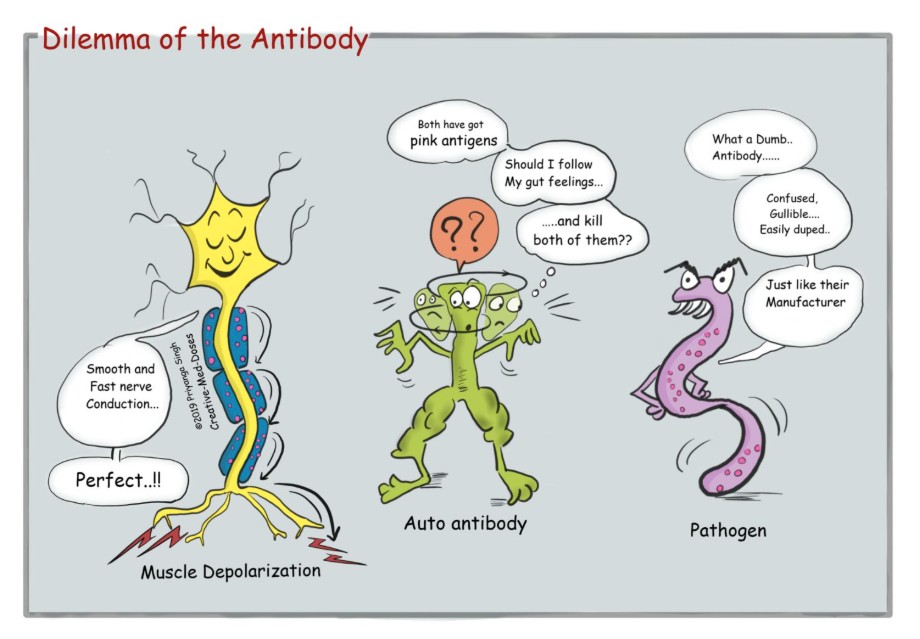 Dilemma of the Antibody
Smooth and
Fast nerve
Conduction...
Perfect..!!
©2019 Priyanga Singh
Creative-Med-Doses
Muscle Depolarization
Both have got
pink antigens
Should I follow
My gut feelings...
.....and kill
both of them??
??
Auto antibody
What a Dumb..
Antibody......
Confused,
Gullible....
Easily duped..
Just like their
Manufacturer
Pathogen